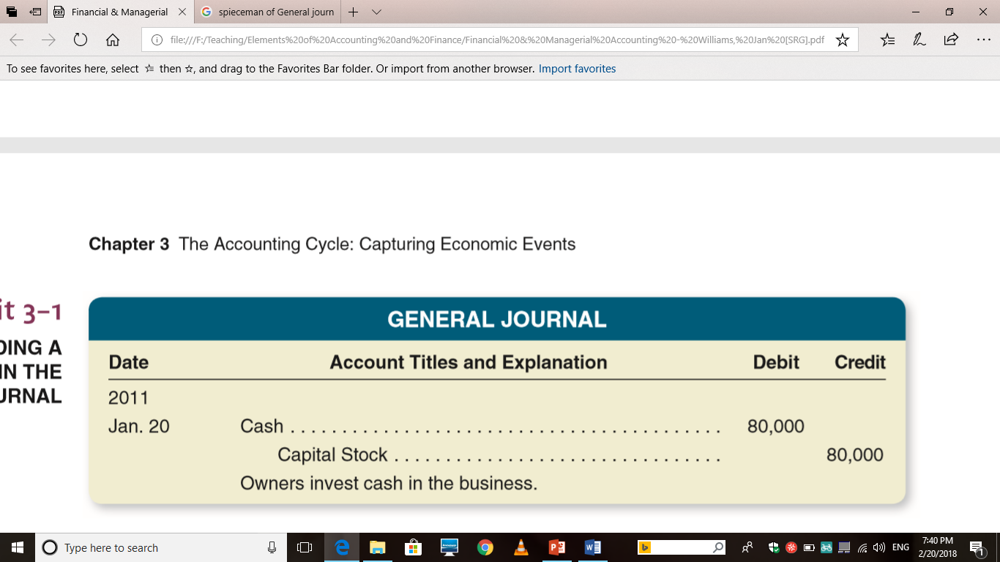 Financial & Managerial
spieceman of General journ
file:///F:/Teaching/Elements%20of%20Accounting%20and%20Finance/Financial%20&%20Managerial%20Accounting%20-%20Williams,%20Jan%20[SRG].pdf
To see favorites here, select then , and drag to the Favorites Bar folder. Or import from another browser. Import favorites
Chapter 3 The Accounting Cycle: Capturing Economic Events
it 3–1
DING A
IN THE
URNAL
GENERAL JOURNAL
Date Account Titles and Explanation Debit Credit
2011
Jan. 20 Cash . . . . . . . . . . . . . . . . . . . . . . . . . . . . . . . . . . . . . . . . . . 80,000
Capital Stock . . . . . . . . . . . . . . . . . . . . . . . . . . . . . . . . 80,000
Owners invest cash in the business.
Type here to search
ENG
7:40 PM
2/20/2018
1